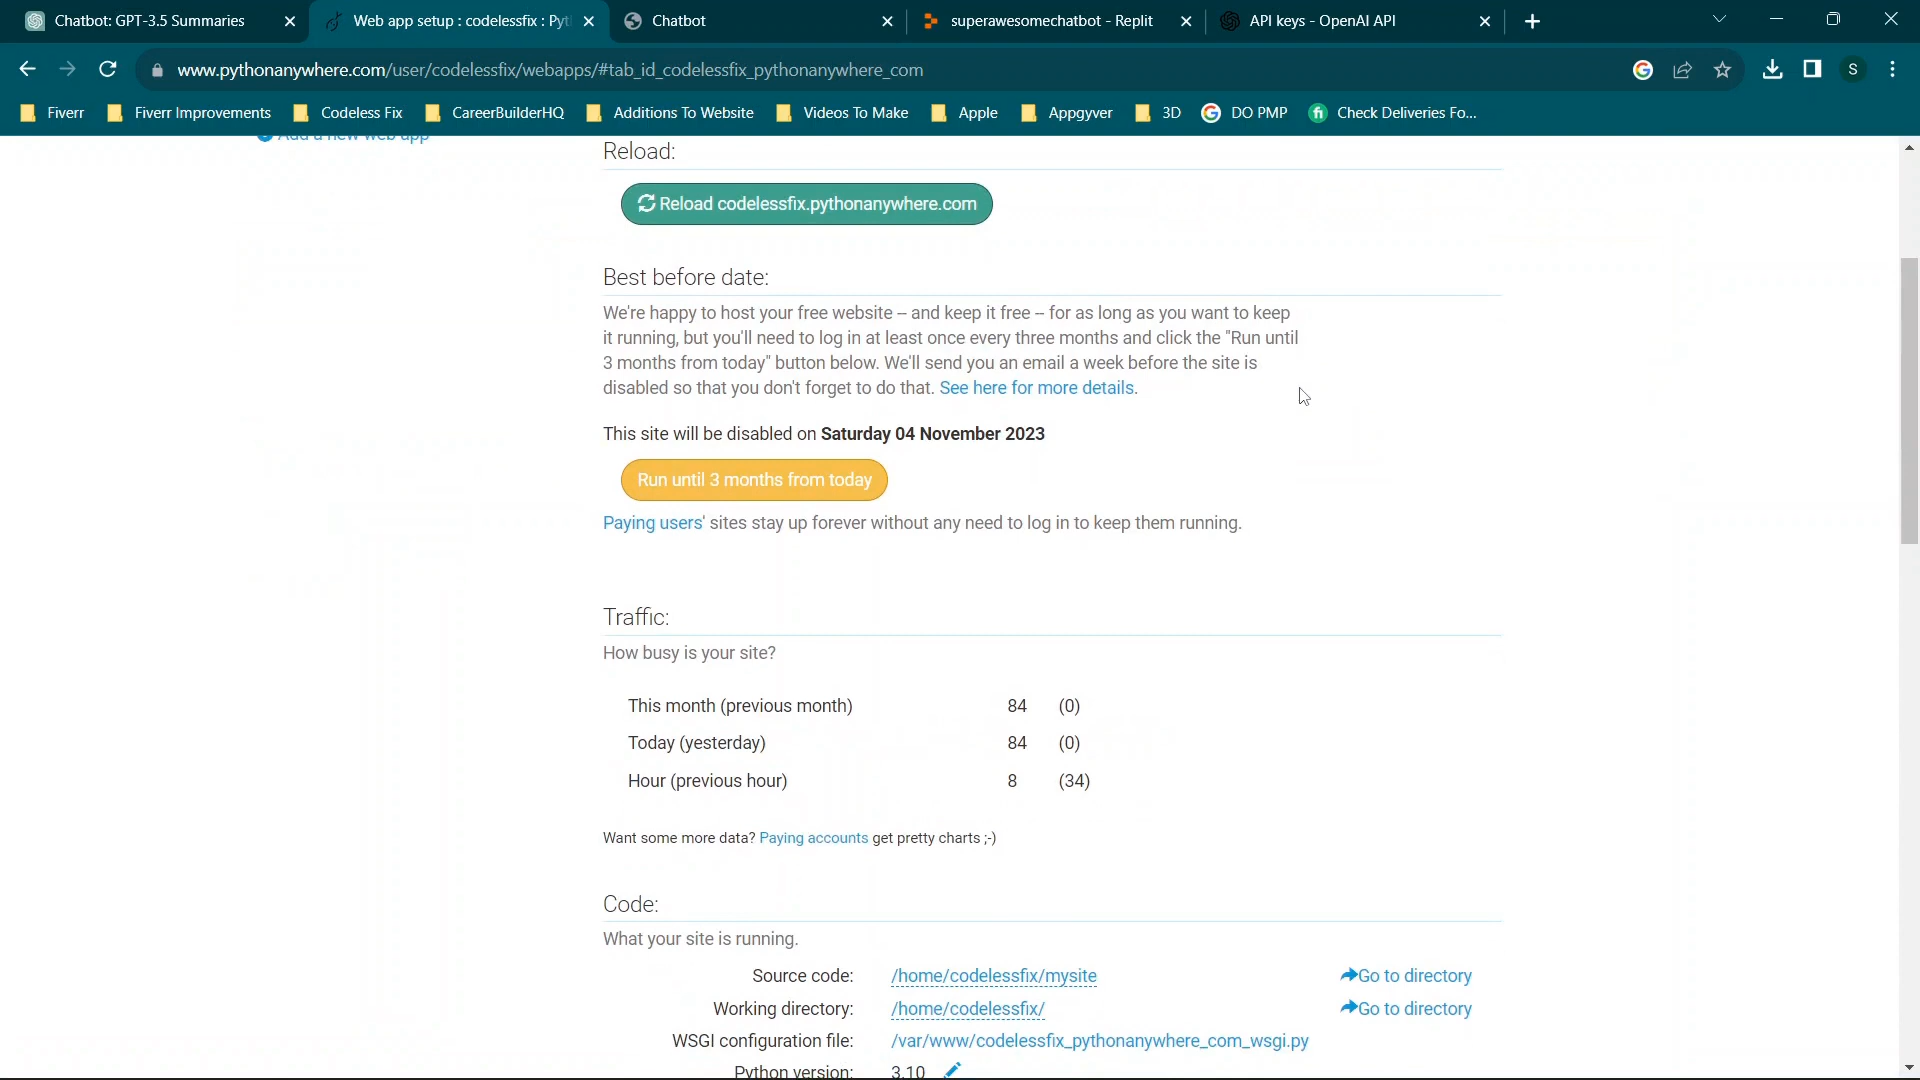 Chatbot: GPT-3.5 Summaries
Web app setup : codelessfix : Pyt
Chatbot
superawesomechatbot - Replit
API keys - OpenAI API
www.pythonanywhere.com/user/codelessfix/webapps/#tab_id_codelessfix_pythonanywhere_com
S
Fiverr
Fiverr Improvements
Codeless Fix
CareerBuilderHQ
Additions To Website
Videos To Make
Apple
Appgyver
3D
DO PMP
Check Deliveries Fo...
Add a new web app
Reload:
Reload codelessfix.pythonanywhere.com
Best before date:
We're happy to host your free website -- and keep it free -- for as long as you want to keep
it running, but you'll need to log in at least once every three months and click the "Run until
3 months from today" button below. We'll send you an email a week before the site is
disabled so that you don't forget to do that. See here for more details.
This site will be disabled on Saturday 04 November 2023
Run until 3 months from today
Paying users' sites stay up forever without any need to log in to keep them running.
Traffic:
How busy is your site?
This month (previous month) 84 (0)
Today (yesterday) 84 (0)
Hour (previous hour) 8 (34)
Want some more data? Paying accounts get pretty charts ;-)
Code:
What your site is running.
Source code: /home/codelessfix/mysite Go to directory
Working directory: /home/codelessfix/ Go to directory
WSGI configuration file: /var/www/codelessfix_pythonanywhere_com_wsgi.py
Python version: 3.10